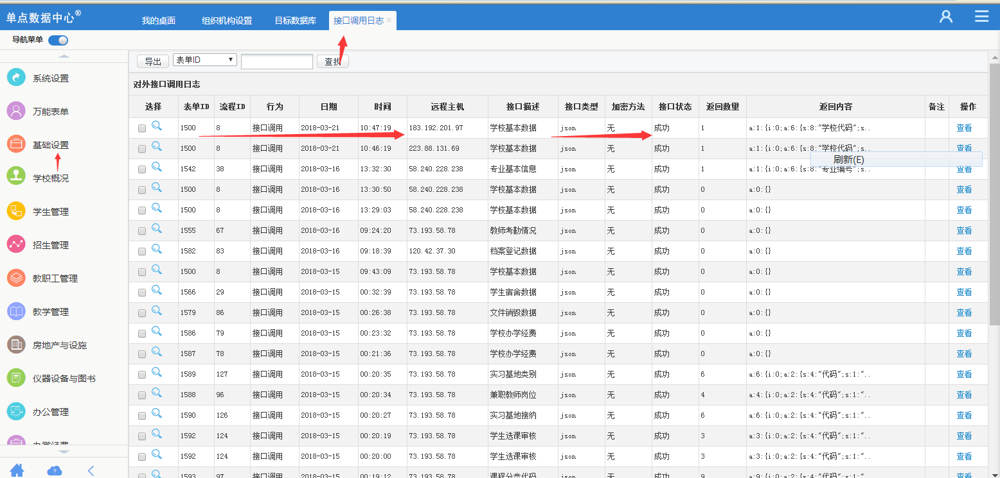 单点数据中心®
我的桌面 组织机构设置 目标数据库 接口调用日志 ×
导航菜单
导出 表单ID 查找
对外接口调用日志
选择 表单ID 流程ID 行为 日期 时间 远程主机 接口描述 接口类型 加密方法 接口状态 返回数量 返回内容 备注 操作
1500 8 接口调用 2018-03-21 10:47:19 183.192.201.97 学校基本数据 json 无 成功 1 a:1:{i:0;a:6:{s:8:"学校代码";s.. 查看
1500 8 接口调用 2018-03-21 10:46:19 223.88.131.69 学校基本数据 json 无 成功 1 a:1:{i:0;a:6:{s:8:"学校代码";s.. 查看
刷新(E)
1542 38 接口调用 2018-03-16 13:32:30 58.240.228.238 专业基本信息 json 无 成功 1 a:1:{i:0;a:6:{s:8:"专业编号";s.. 查看
1500 8 接口调用 2018-03-16 13:30:50 58.240.228.238 学校基本数据 json 无 成功 0 a:0:{} 查看
1500 8 接口调用 2018-03-16 13:29:03 58.240.228.238 学校基本数据 json 无 成功 0 a:0:{} 查看
1555 67 接口调用 2018-03-16 09:24:20 73.193.58.78 教师考勤情况 json 无 成功 0 a:0:{} 查看
1582 83 接口调用 2018-03-16 09:18:39 120.42.37.30 档案登记数据 json 无 成功 0 a:0:{} 查看
1500 8 接口调用 2018-03-15 09:43:09 73.193.58.78 学校基本数据 json 无 成功 0 a:0:{} 查看
1566 29 接口调用 2018-03-15 00:32:39 73.193.58.78 学生宿舍数据 json 无 成功 0 a:0:{} 查看
1579 86 接口调用 2018-03-15 00:26:38 73.193.58.78 文件销毁数据 json 无 成功 0 a:0:{} 查看
1586 79 接口调用 2018-03-15 00:23:32 73.193.58.78 学校办学经费 json 无 成功 0 a:0:{} 查看
1587 78 接口调用 2018-03-15 00:21:36 73.193.58.78 学校办学经费 json 无 成功 0 a:0:{} 查看
1589 127 接口调用 2018-03-15 00:20:35 73.193.58.78 实习基地类别 json 无 成功 6 a:6:{i:0;a:2:{s:4:"代码";s:1:".. 查看
1588 96 接口调用 2018-03-15 00:20:34 73.193.58.78 兼职教师岗位 json 无 成功 4 a:4:{i:0;a:2:{s:4:"代码";s:1:".. 查看
1590 126 接口调用 2018-03-15 00:20:27 73.193.58.78 实习基地接纳 json 无 成功 6 a:6:{i:0;a:2:{s:4:"代码";s:1:".. 查看
1592 124 接口调用 2018-03-15 00:20:19 73.193.58.78 学生选课审核 json 无 成功 3 a:3:{i:0;a:2:{s:4:"代码";s:1:".. 查看
1592 124 接口调用 2018-03-15 00:20:00 73.193.58.78 学生选课审核 json 无 成功 3 a:3:{i:0;a:2:{s:4:"代码";s:1:".. 查看
1593 97 接口调用 2018-03-15 00:19:12 73.193.58.78 课程分类代码 json 无 成功 9 a:9:{i:0;a:2:{s:4:"代码";s:1:".. 查看
系统设置
万能表单
基础设置
学校概况
学生管理
招生管理
教职工管理
教学管理
房地产与设施
仪器设备与图书
办公管理
办学经费